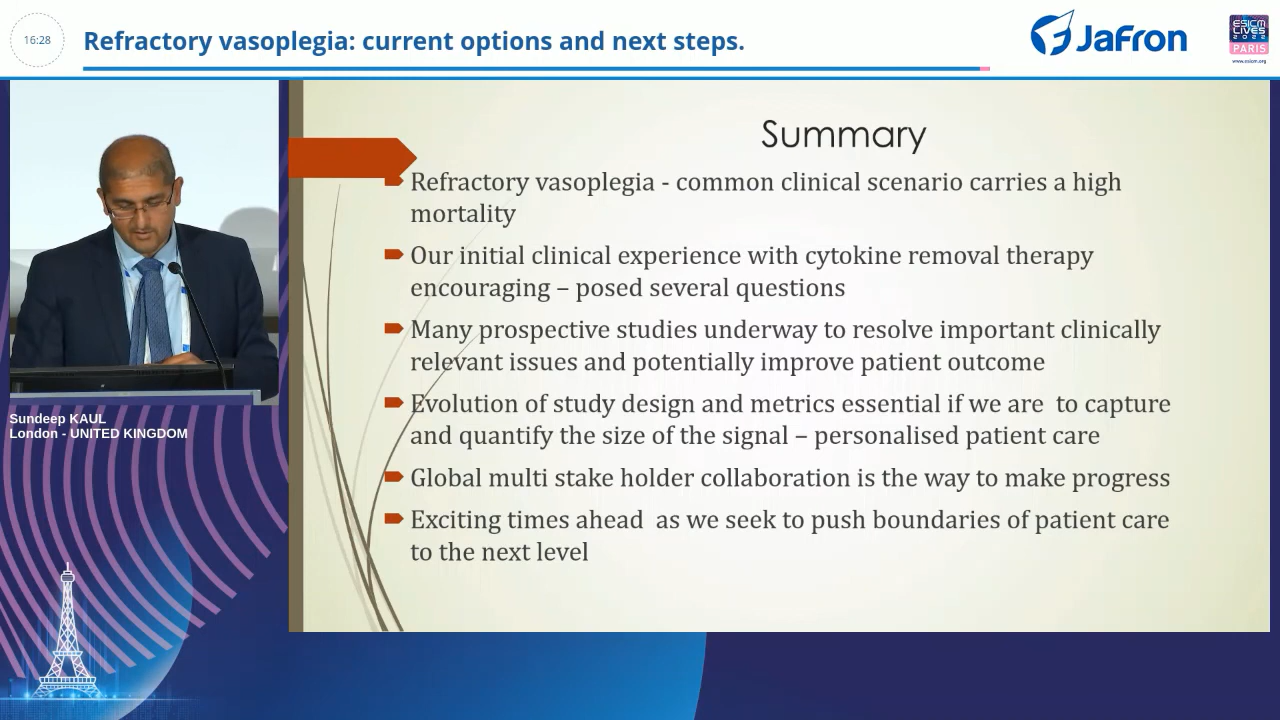 16:28
Refractory vasoplegia: current options and next steps.
JaFron
ESICM
LIVES
2022
PARIS
www.esicm.org
Summary
Refractory vasoplegia - common clinical scenario carries a high
mortality
Our initial clinical experience with cytokine removal therapy
encouraging – posed several questions
Many prospective studies underway to resolve important clinically
relevant issues and potentially improve patient outcome
Evolution of study design and metrics essential if we are  to capture
and quantify the size of the signal – personalised patient care
Global multi stake holder collaboration is the way to make progress
Exciting times ahead  as we seek to push boundaries of patient care
to the next level
Sundeep KAUL
London - UNITED KINGDOM